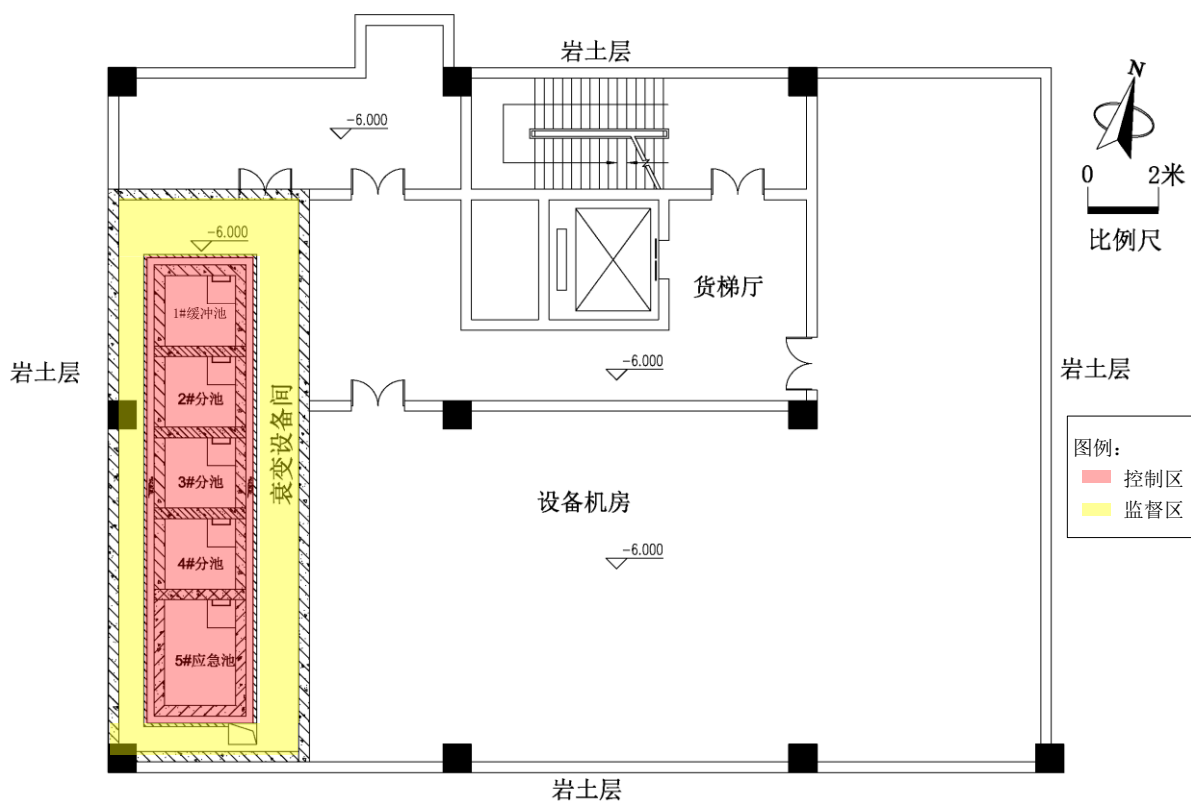 岩土层
N
-6.000
0 2米
比例尺
-6.000
1#缓冲池
货梯厅
岩土层
-6.000
岩土层
2#分池
衰变设备间
图例：
控制区
监督区
3#分池
设备机房
-6.000
4#分池
5#应急池
岩土层